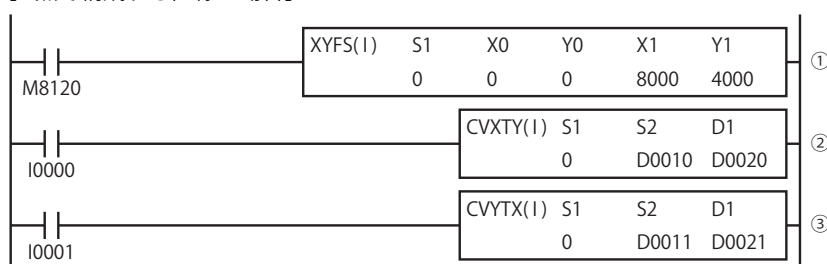 XYFS(I) S1 X0 Y0 X1 Y1
0 0 0 8000 4000
①
M8120
CVXTY(I) S1 S2 D1
0 D0010 D0020
②
I0000
CVYTX(I) S1 S2 D1
0 D0011 D0021
③
I0001